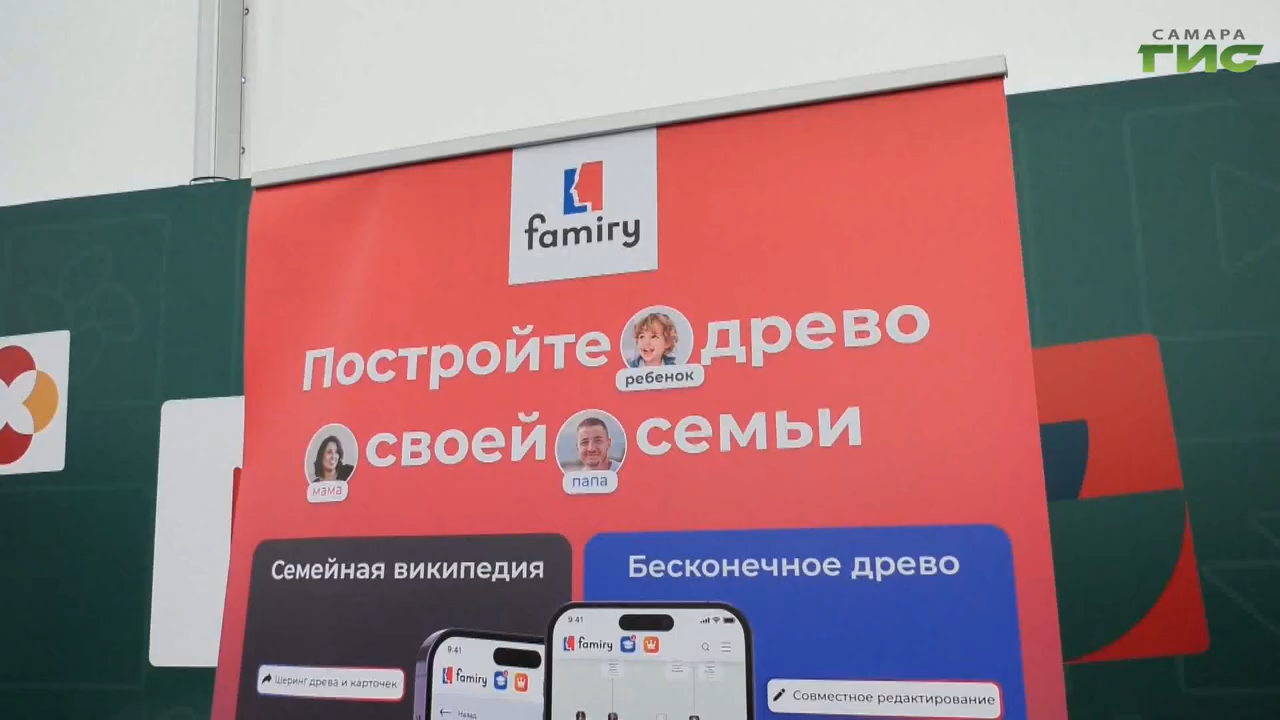 САМАРА
ГИС
famiry
Постройте древо
ребенок
своей семьи
мама
папа
Семейная википедия
Бесконечное древо
9:41
famiry
9:41
famiry
Шеринг древа и карточек
Назад
Совместное редактирование